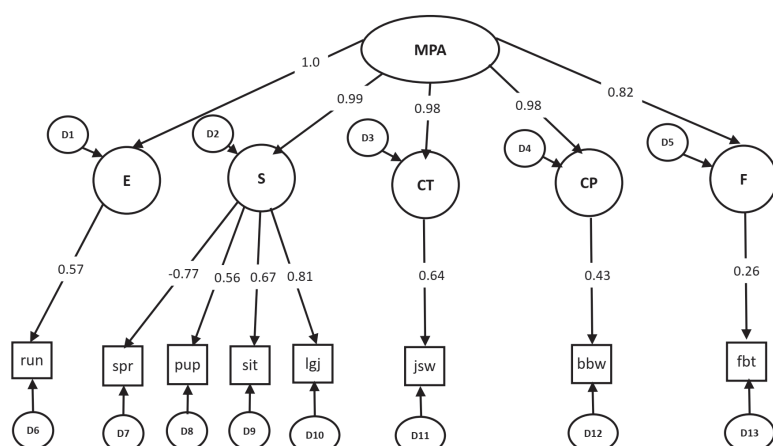 MPA
1.0
0.99
0.98
0.98
0.82
D1
D2
D3
D4
D5
E
S
CT
CP
F
0.57
-0.77
0.56
0.67
0.81
0.64
0.43
0.26
run
spr
pup
sit
lgj
jsw
bbw
fbt
D6
D7
D8
D9
D10
D11
D12
D13